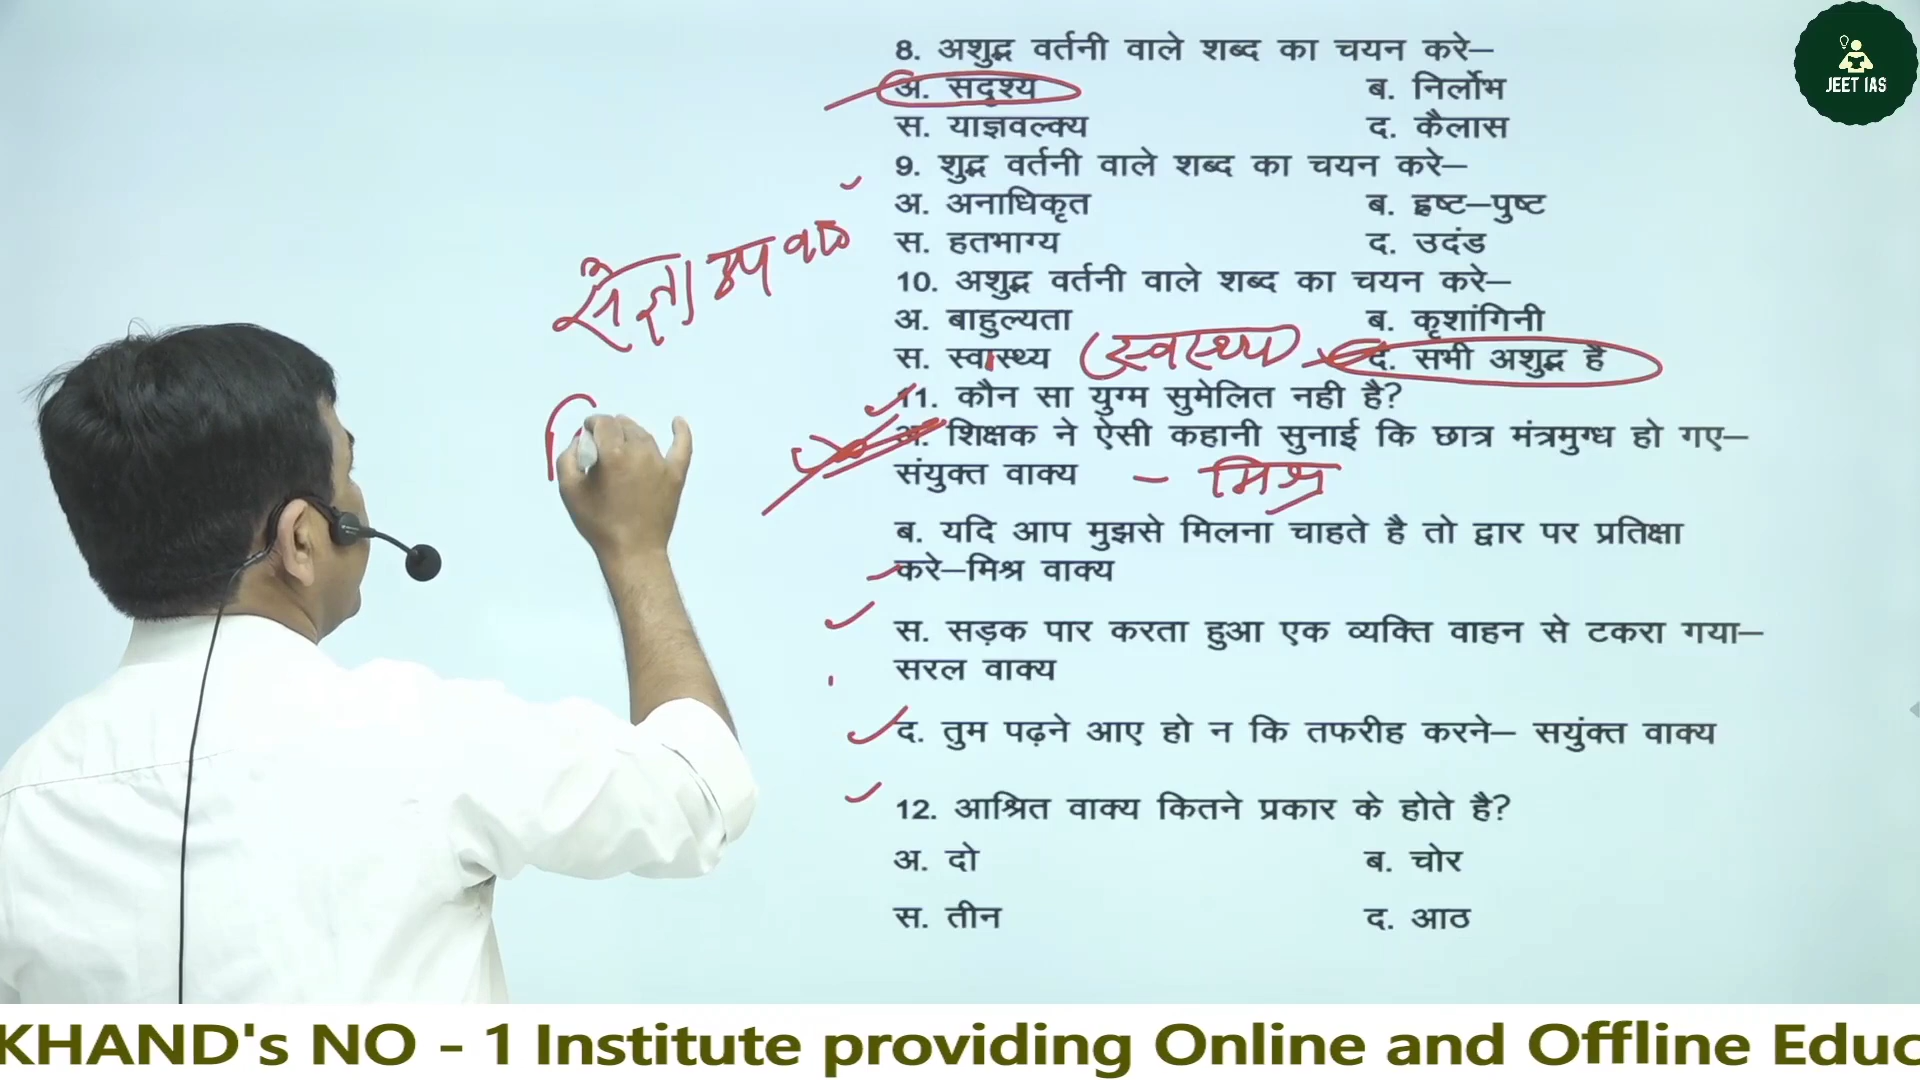 8. अशुद्ध वर्तनी वाले शब्द का चयन करे–
अ. सदृश्य ब. निर्लोभ
स. याज्ञवल्क्य द. कैलास
9. शुद्ध वर्तनी वाले शब्द का चयन करे–
अ. अनाधिकृत ब. ह्रष्ट–पुष्ट
स. हतभाग्य द. उदंड
10. अशुद्ध वर्तनी वाले शब्द का चयन करे–
अ. बाहुल्यता ब. कृशांगिनी
स. स्वास्थ्य (स्वस्थ्य) द. सभी अशुद्ध है
11. कौन सा युग्म सुमेलित नही है?
अ. शिक्षक ने ऐसी कहानी सुनाई कि छात्र मंत्रमुग्ध हो गए–
संयुक्त वाक्य – मिश्र
ब. यदि आप मुझसे मिलना चाहते है तो द्वार पर प्रतिक्षा
करे–मिश्र वाक्य
स. सड़क पार करता हुआ एक व्यक्ति वाहन से टकरा गया–
सरल वाक्य
द. तुम पढ़ने आए हो न कि तफरीह करने– सयुंक्त वाक्य
12. आश्रित वाक्य कितने प्रकार के होते है?
अ. दो ब. चोर
स. तीन द. आठ
JEET IAS
KHAND's NO - 1 Institute providing Online and Offline Educ